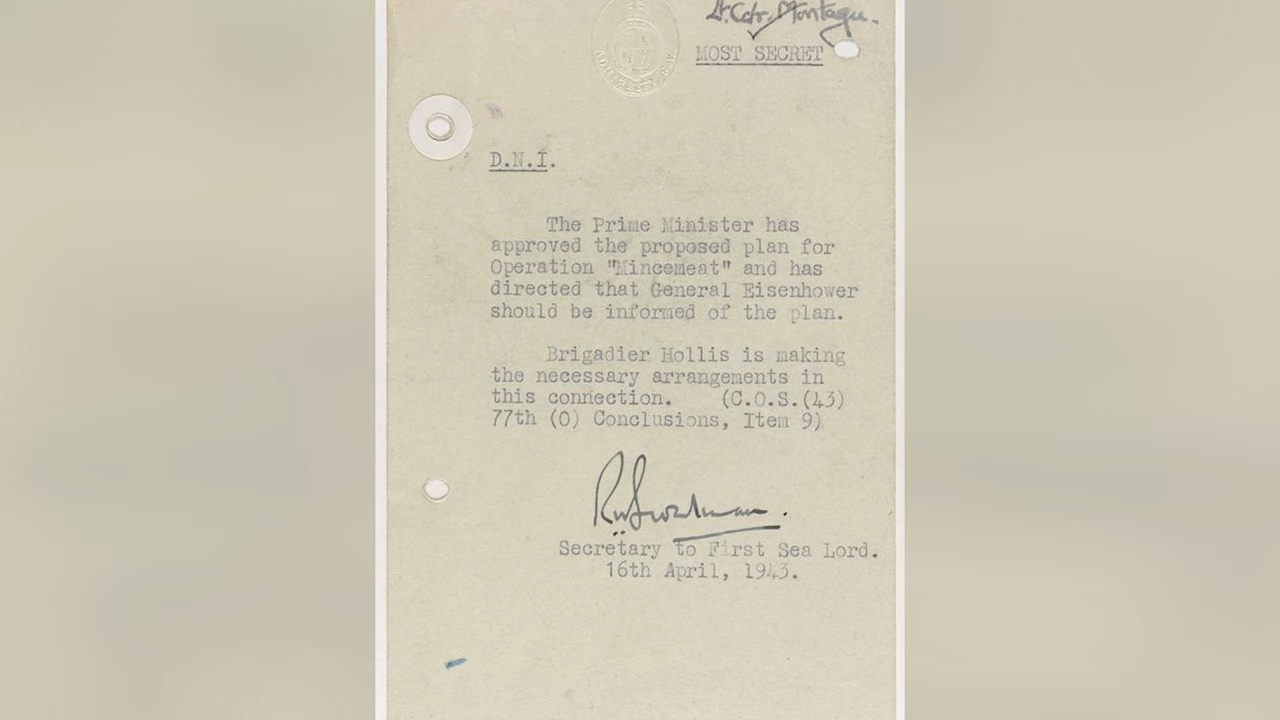 Lt. Cdr. Montagu.
MOST SECRET
D.N.I.
The Prime Minister has
approved the proposed plan for
Operation "Mincemeat" and has
directed that General Eisenhower
should be informed of the plan.
Brigadier Hollis is making
the necessary arrangements in
this connection. (C.O.S.(43)
77th (O) Conclusions, Item 9)
Secretary to First Sea Lord.
16th April, 1943.